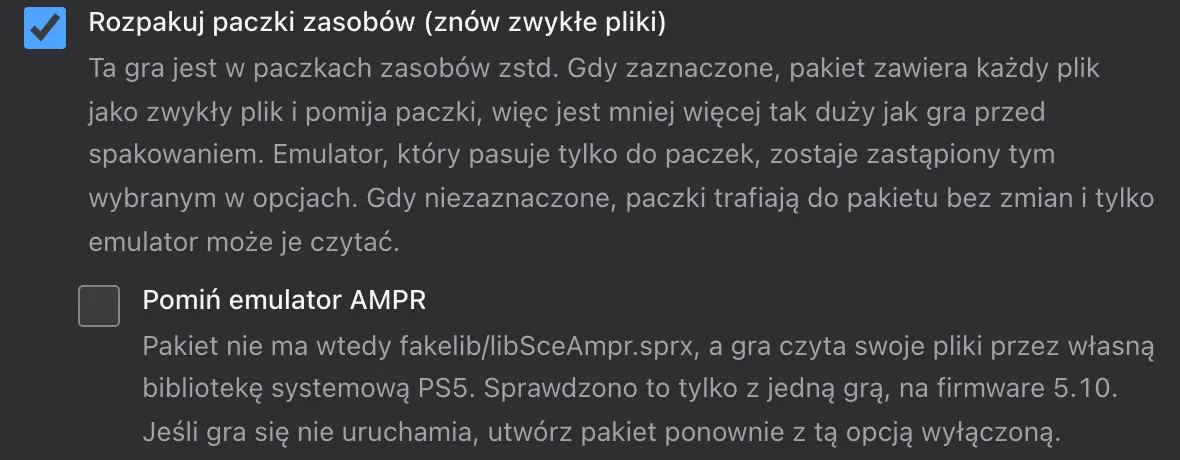 Rozpakuj paczki zasobów (znów zwykłe pliki)
Ta gra jest w paczkach zasobów zstd. Gdy zaznaczone, pakiet zawiera każdy plik
jako zwykły plik i pomija paczki, więc jest mniej więcej tak duży jak gra przed
spakowaniem. Emulator, który pasuje tylko do paczek, zostaje zastąpiony tym
wybranym w opcjach. Gdy niezaznaczone, paczki trafiają do pakietu bez zmian i tylko
emulator może je czytać.
Pomiń emulator AMPR
Pakiet nie ma wtedy fakelib/libSceAmpr.sprx, a gra czyta swoje pliki przez własną
bibliotekę systemową PS5. Sprawdzono to tylko z jedną grą, na firmware 5.10.
Jeśli gra się nie uruchamia, utwórz pakiet ponownie z tą opcją wyłączoną.